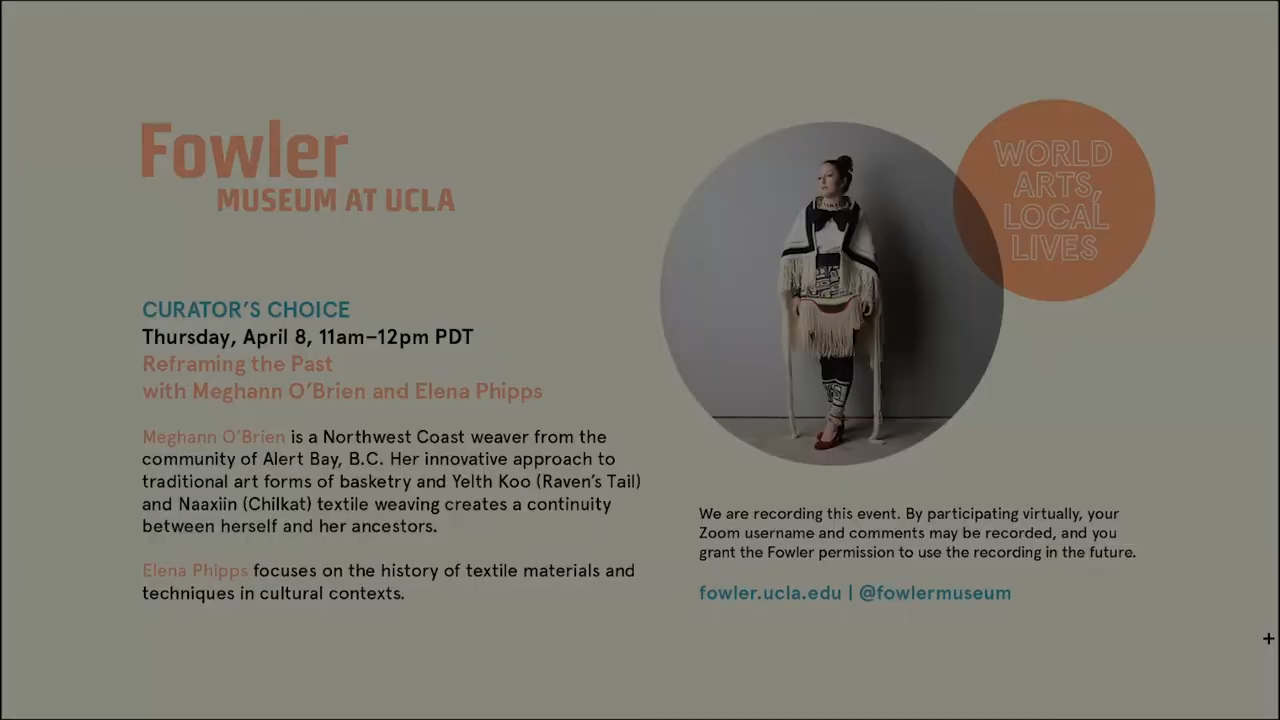 Fowler
MUSEUM AT UCLA
CURATOR’S CHOICE
Thursday, April 8, 11am–12pm PDT
Reframing the Past
with Meghann O’Brien and Elena Phipps
Meghann O’Brien is a Northwest Coast weaver from the
community of Alert Bay, B.C. Her innovative approach to
traditional art forms of basketry and Yelth Koo (Raven’s Tail)
and Naaxiin (Chilkat) textile weaving creates a continuity
between herself and her ancestors.
Elena Phipps focuses on the history of textile materials and
techniques in cultural contexts.
WORLD
ARTS,
LOCAL
LIVES
We are recording this event. By participating virtually, your
Zoom username and comments may be recorded, and you
grant the Fowler permission to use the recording in the future.
fowler.ucla.edu | @fowlermuseum